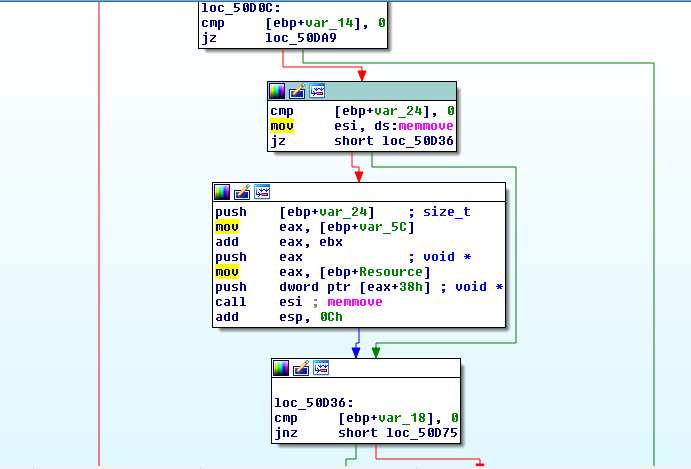 loc_50D0C:
cmp [ebp+var_14], 0
jz loc_50DA9
cmp [ebp+var_24], 0
mov esi, ds:memmove
jz short loc_50D36
push [ebp+var_24] ; size_t
mov eax, [ebp+var_5C]
add eax, ebx
push eax ; void *
mov eax, [ebp+Resource]
push dword ptr [eax+38h] ; void *
call esi ; memmove
add esp, 0Ch
loc_50D36:
cmp [ebp+var_18], 0
jnz short loc_50D75